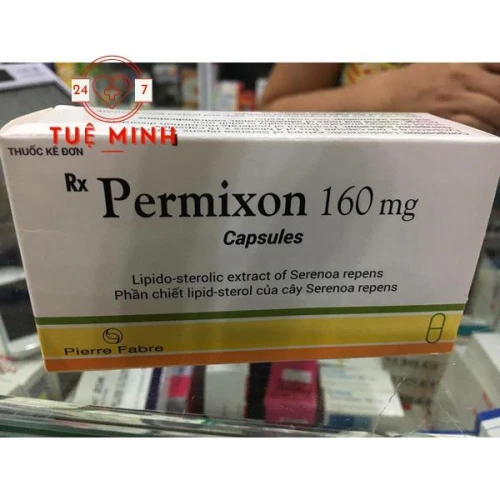 24
7
TUỆ MINH
THUỐC KÊ ĐƠN
Rx Permixon 160 mg
Capsules
Lipido-sterolic extract of Serenoa repens
Phần chiết lipid-sterol của cây Serenoa repens
Pierre Fabre